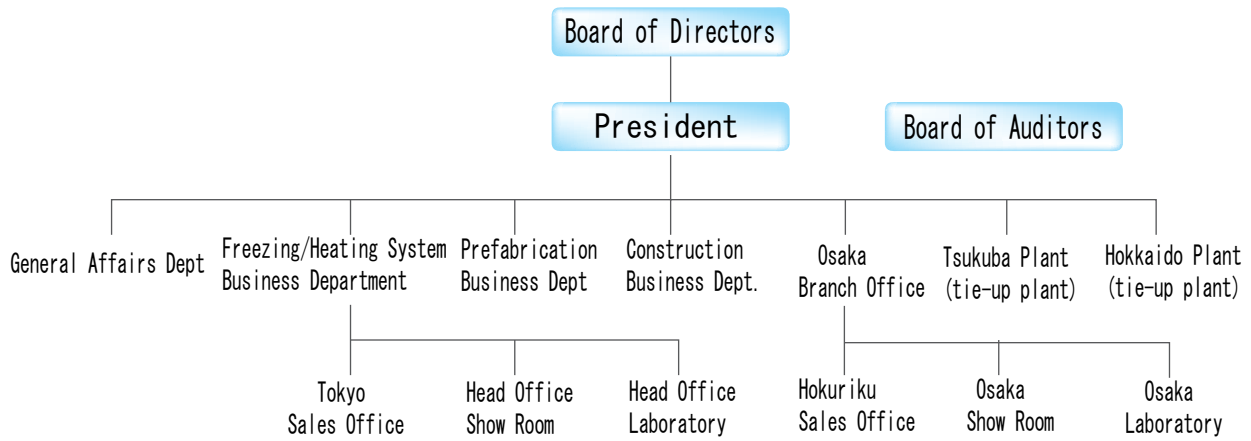 Board of Directors
President
Board of Auditors
General Affairs Dept
Freezing/Heating System
Business Department
Prefabrication
Business Dept
Construction
Business Dept.
Osaka
Branch Office
Tsukuba Plant
(tie-up plant)
Hokkaido Plant
(tie-up plant)
Tokyo
Sales Office
Head Office
Show Room
Head Office
Laboratory
Hokuriku
Sales Office
Osaka
Show Room
Osaka
Laboratory